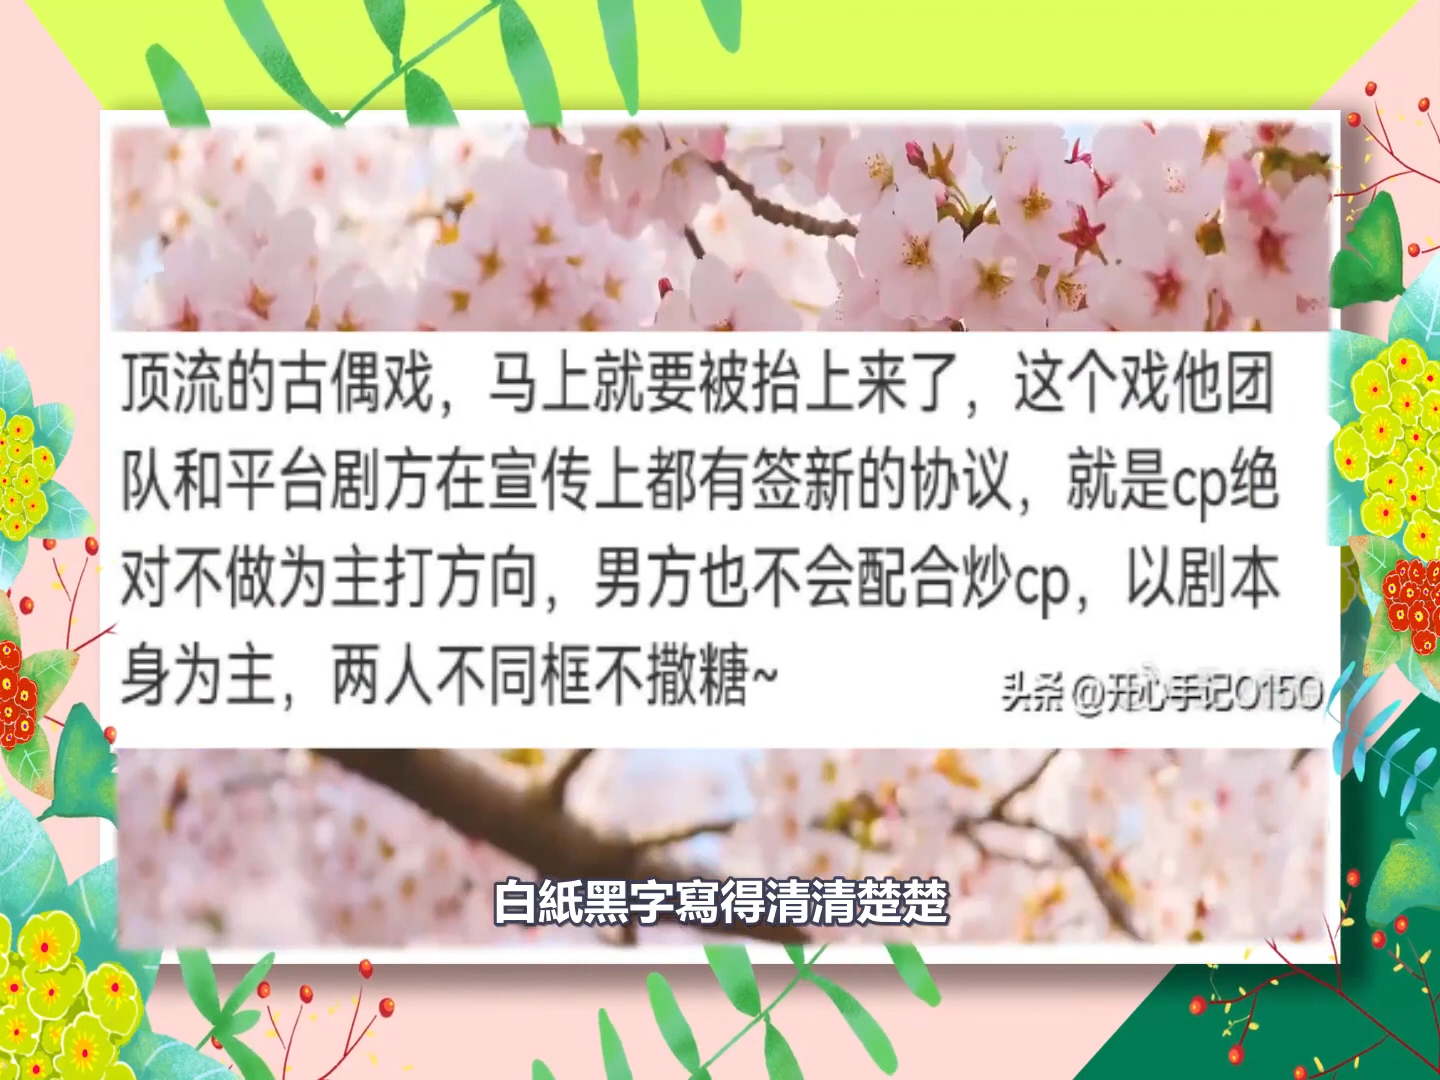 顶流的古偶戏，马上就要被抬上来了，这个戏他团
队和平台剧方在宣传上都有签新的协议，就是cp绝
对不做为主打方向，男方也不会配合炒cp，以剧本
身为主，两人不同框不撒糖~
头条 @开心手记O15O
白紙黑字寫得清清楚楚